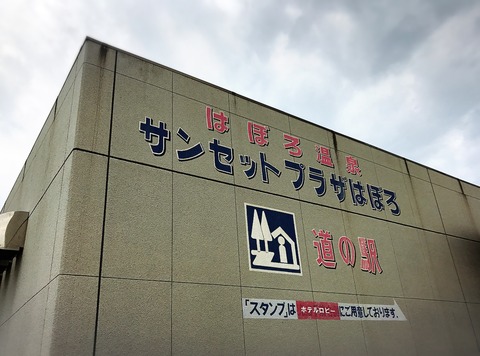 はぼろ温泉
サンセットプラザはぼろ
道の駅
「スタンプ」はホテルロビーにご用意しております。